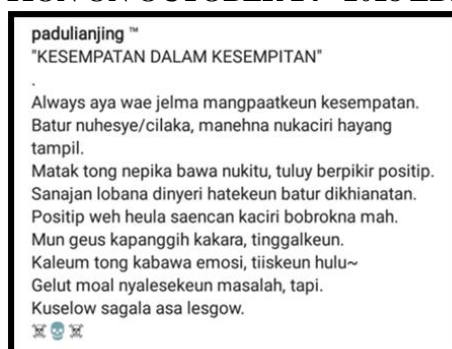 padulianjing ™
"KESEMPATAN DALAM KESEMPITAN"
.
Always aya wae jelma mangpaatkeun kesempatan.
Batur nuhesye/cilaka, manehna nukaciri hayang
tampil.
Matak tong nepika bawa nukitu, tuluy berpikir positip.
Sanajan lobana dinyeri hatekeun batur dikhianatan.
Positip weh heula saencan kaciri bobrokna mah.
Mun geus kapanggih kakara, tinggalkeun.
Kaleum tong kabawa emosi, tiiskeun hulu~
Gelut moal nyalesekeun masalah, tapi.
Kuselow sagala asa lesgow.
☠️💀☠️